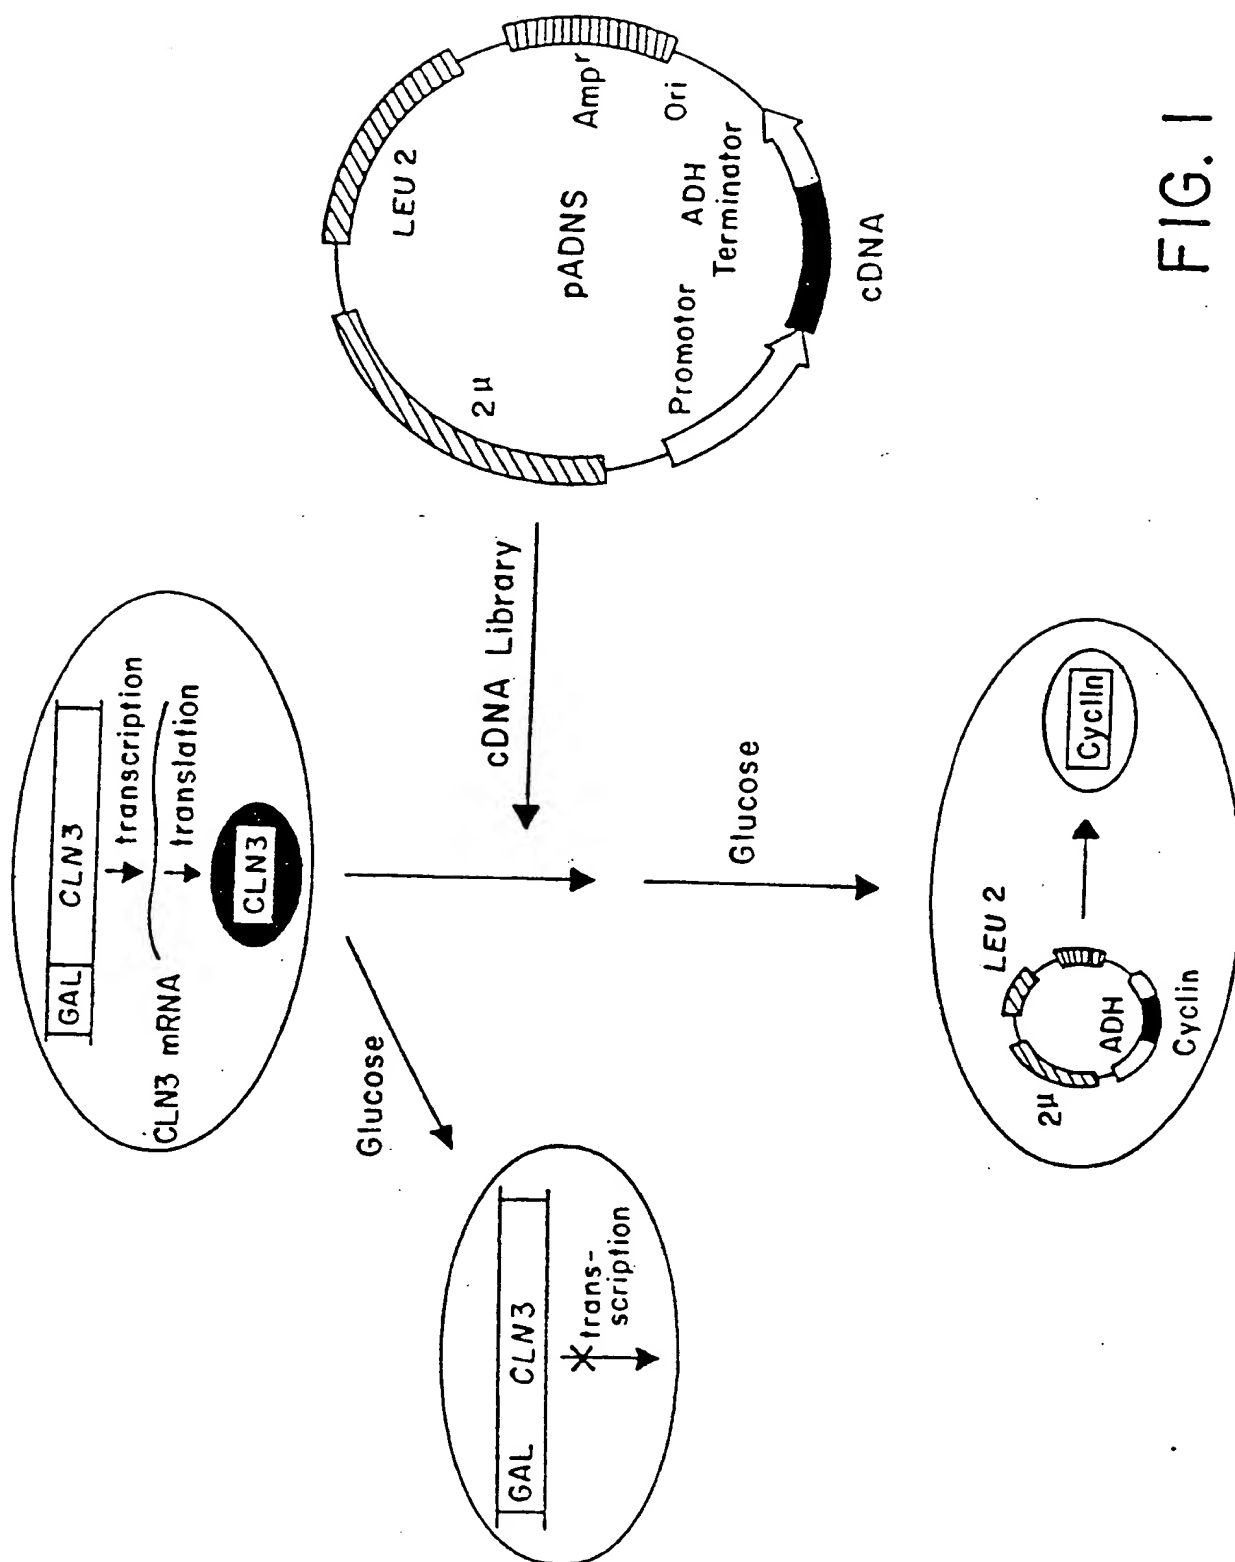 GAL CLN3
transcription
CLN3 mRNA
translation
CLN3
Glucose
GAL CLN3
trans-
scription
cDNA Library
Glucose
2µ
LEU 2
pADNS
Ampr
Ori
Promotor
ADH
Terminator
cDNA
2µ
LEU 2
ADH
Cyclin
Cyclin
FIG. I